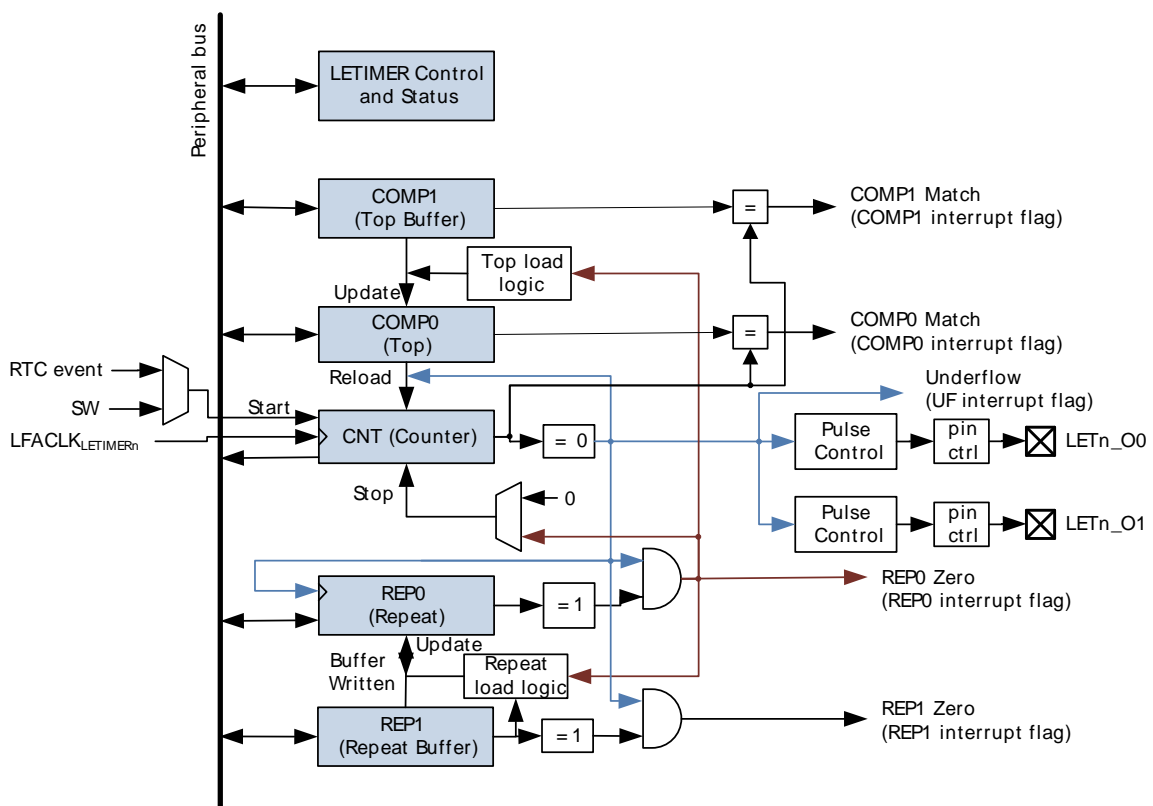 Peripheral bus
LETIMER Control
and Status
COMP1
(Top Buffer)
=
COMP1 Match
(COMP1 interrupt flag)
Top load
logic
Update
COMP0
(Top)
=
COMP0 Match
(COMP0 interrupt flag)
RTC event
SW
Reload
Start
Underflow
(UF interrupt flag)
LFACLKLETIMERn
CNT (Counter)
= 0
Pulse
Control
pin
ctrl
LETn_O0
Stop
0
Pulse
Control
pin
ctrl
LETn_O1
REP0
(Repeat)
= 1
REP0 Zero
(REP0 interrupt flag)
Update
Buffer
Written
Repeat
load logic
REP1
(Repeat Buffer)
= 1
REP1 Zero
(REP1 interrupt flag)